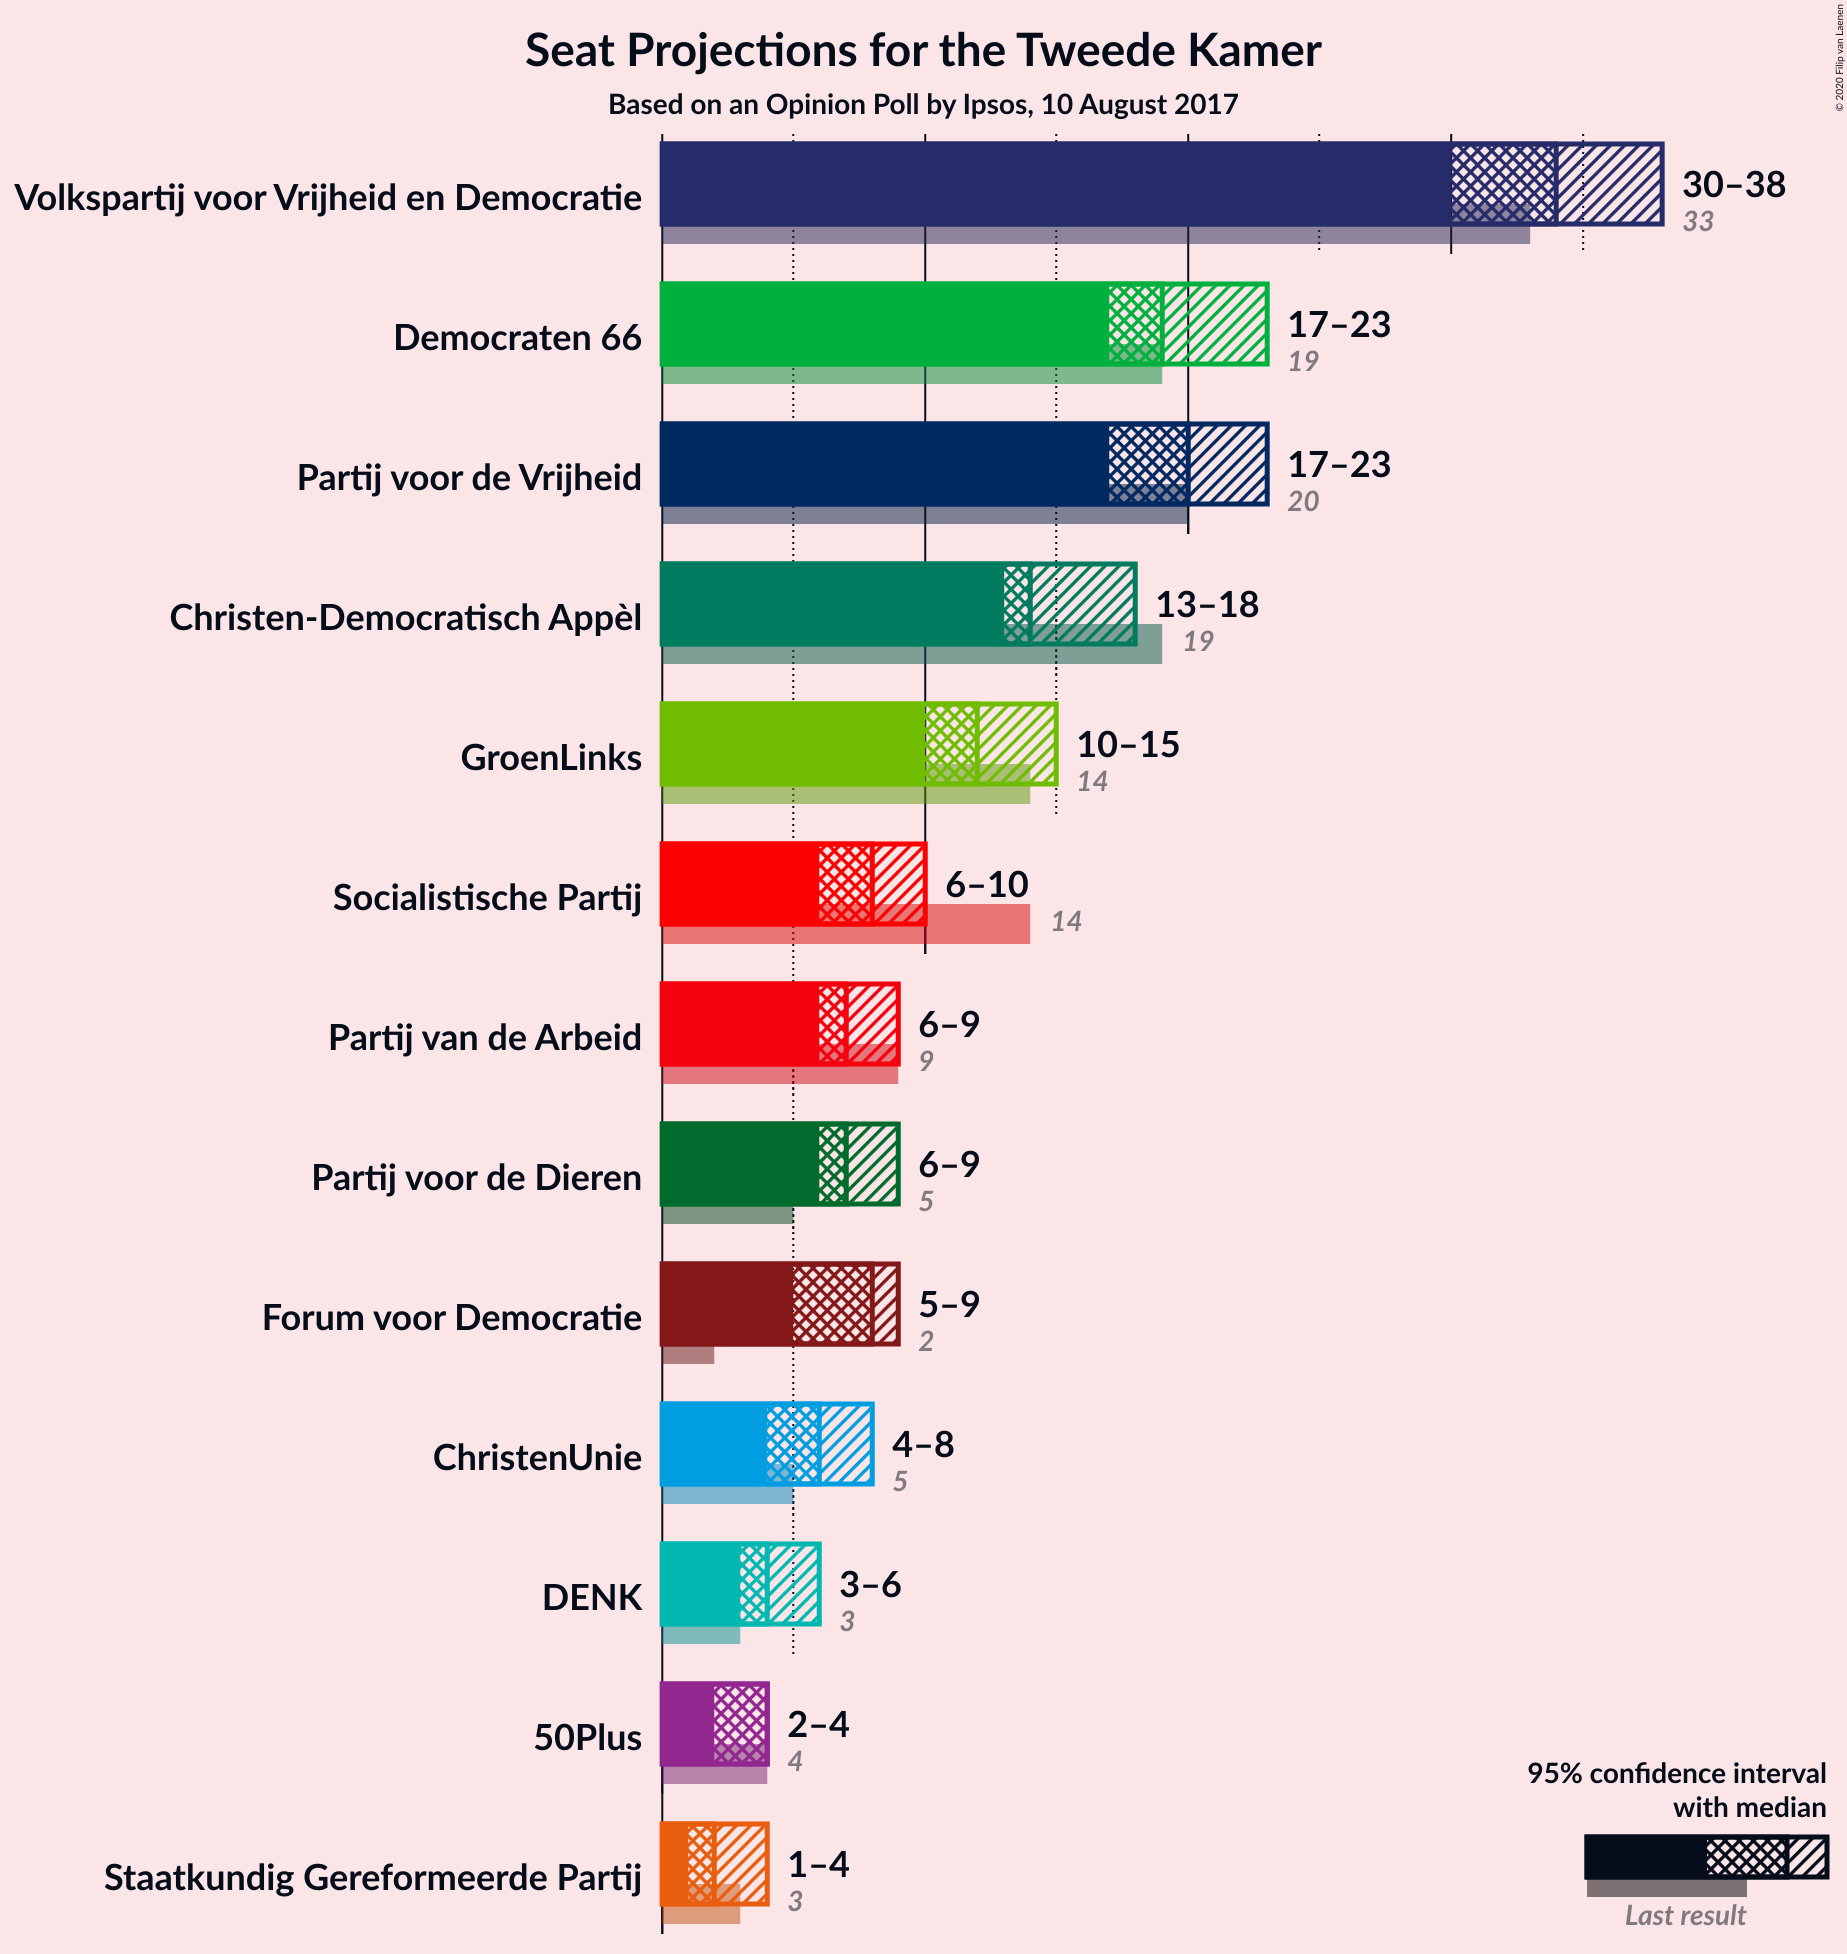 Seat Projections for the Tweede Kamer
Based on an Opinion Poll by Ipsos, 10 August 2017
© 2020 Filip van Laenen
Volkspartij voor Vrijheid en Democratie
30–38
33
Democraten 66
17–23
19
Partij voor de Vrijheid
17–23
20
Christen-Democratisch Appèl
13–18
19
GroenLinks
10–15
14
Socialistische Partij
6–10
14
Partij van de Arbeid
6–9
9
Partij voor de Dieren
6–9
5
Forum voor Democratie
5–9
2
ChristenUnie
4–8
5
DENK
3–6
3
50Plus
2–4
4
Staatkundig Gereformeerde Partij
1–4
3
95% confidence interval
with median
Last result